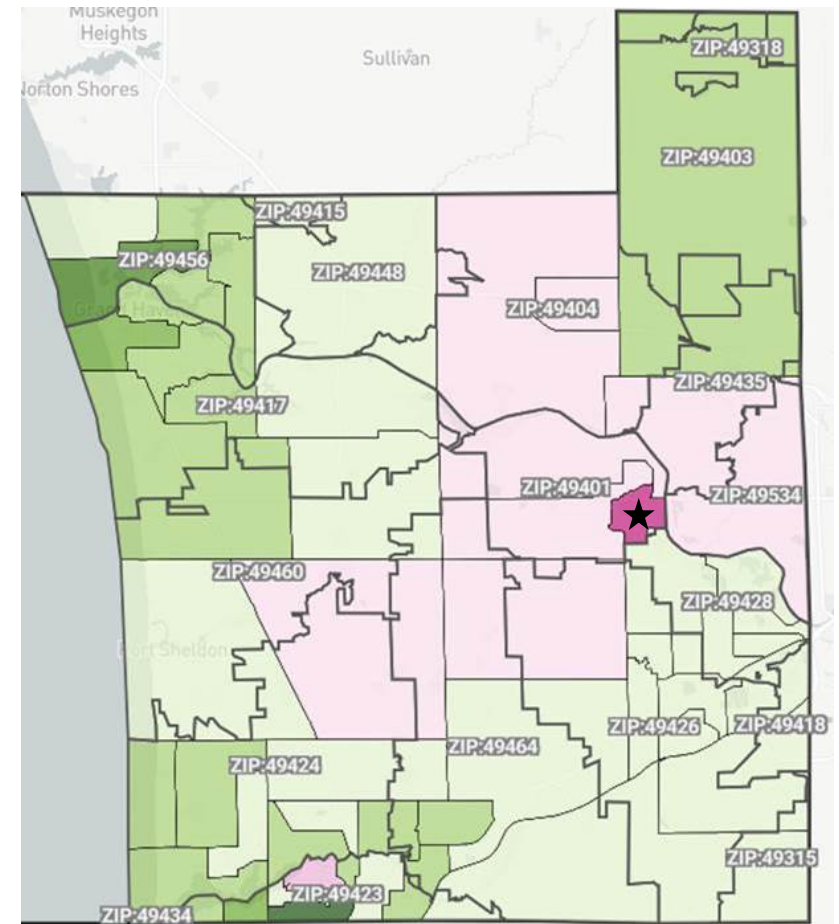 Muskegon
Heights
ZIP:49318
Sullivan
Norton Shores
ZIP:49403
ZIP:49415
ZIP:49456
ZIP:49448
Grand Haven
ZIP:49404
ZIP:49435
ZIP:49417
ZIP:49401
ZIP:49534
ZIP:49460
ZIP:49428
Port Sheldon
ZIP:49426
ZIP:49418
ZIP:49464
ZIP:49424
ZIP:49315
ZIP:49423
ZIP:49434